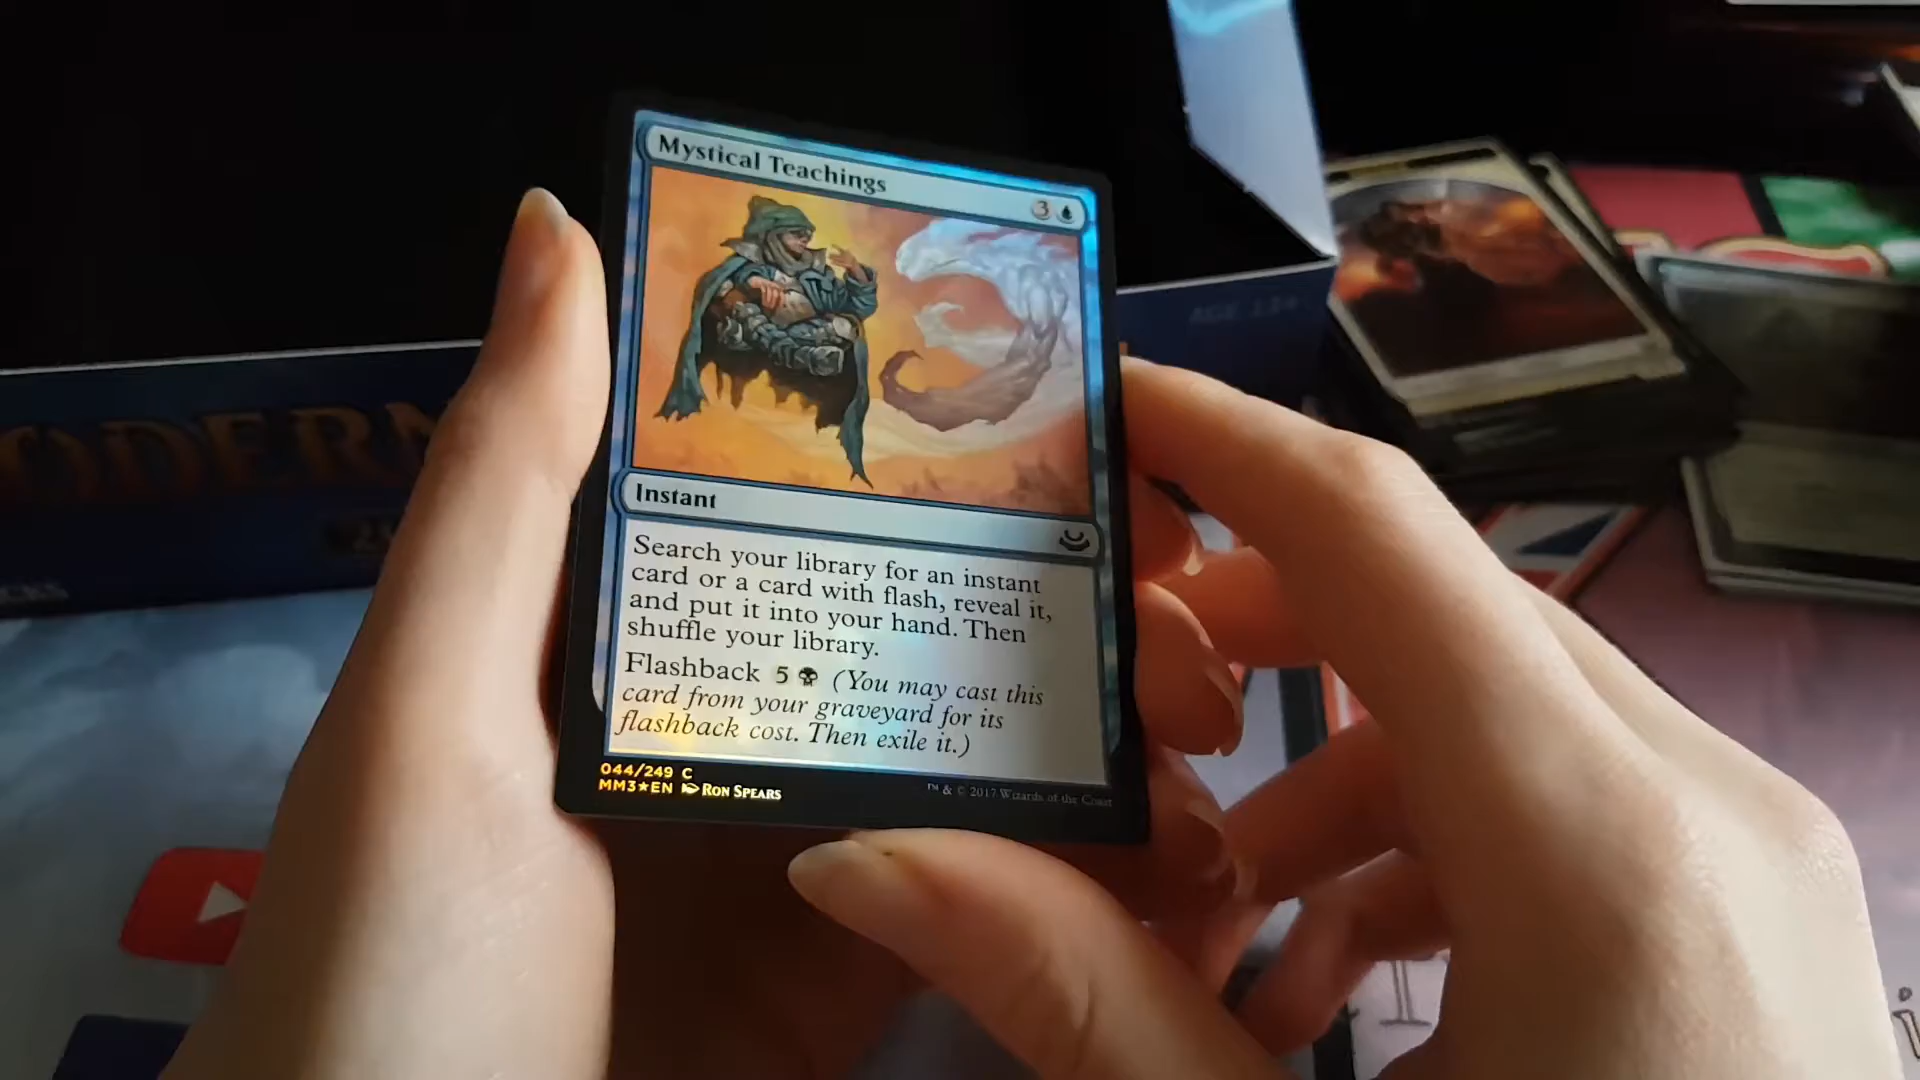 Mystical Teachings
3
Instant
Search your library for an instant
card or a card with flash, reveal it,
and put it into your hand. Then
shuffle your library.
Flashback 5 (You may cast this
card from your graveyard for its
flashback cost. Then exile it.)
044/249 C
MM3★EN Ron Spears
™ & © 2017 Wizards of the Coast
AGE 13+
ODERN